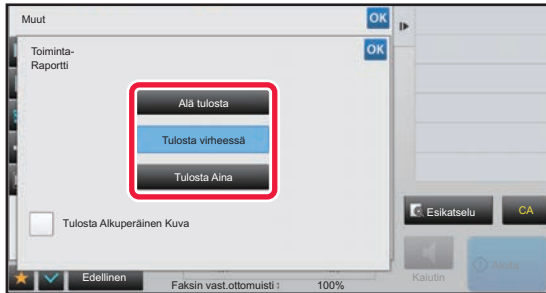 Muut
OK
Toiminta-
Raportti
OK
Älä tulosta
Tulosta virheessä
Tulosta Aina
Tulosta Alkuperäinen Kuva
Esikatselu
CA
Edellinen
Faksin vast.ottomuisti :
100%
Kaiutin